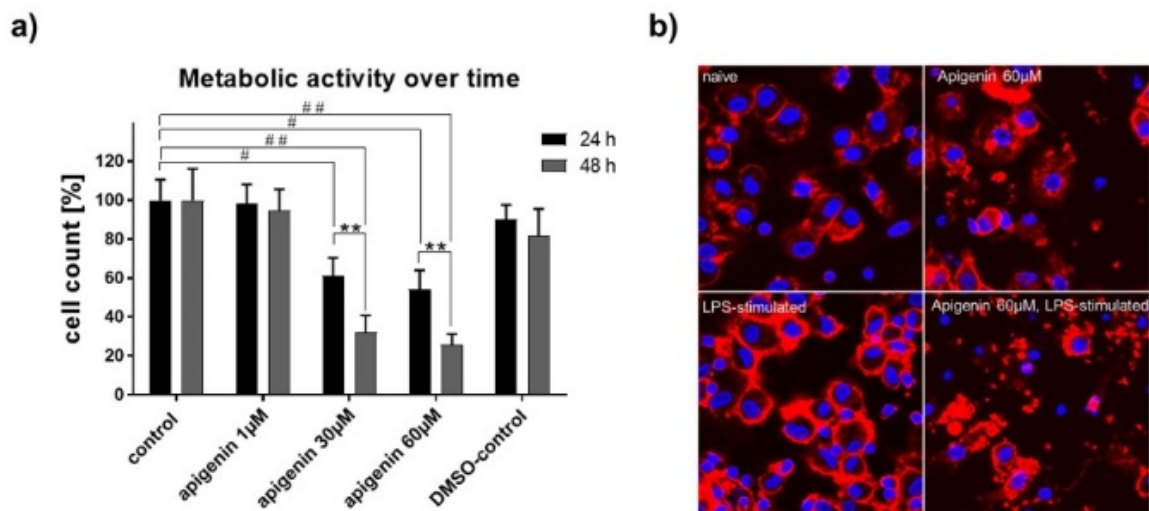 a)
Metabolic activity over time
# #
#
# #
#
24 h
48 h
**
**
cell count [%]
120
100
80
60
40
20
0
control
apigenin 1µM
apigenin 30µM
apigenin 60µM
DMSO-control
b)
naive
Apigenin 60µM
LPS-stimulated
Apigenin 60µM, LPS-stimulated